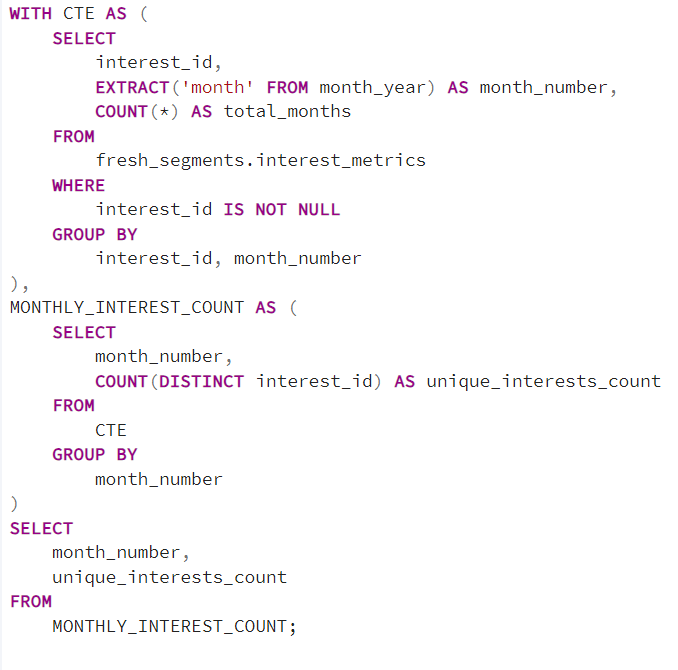 WITH CTE AS (
    SELECT
        interest_id,
        EXTRACT('month' FROM month_year) AS month_number,
        COUNT(*) AS total_months
    FROM
        fresh_segments.interest_metrics
    WHERE
        interest_id IS NOT NULL
    GROUP BY
        interest_id, month_number
),
MONTHLY_INTEREST_COUNT AS (
    SELECT
        month_number,
        COUNT(DISTINCT interest_id) AS unique_interests_count
    FROM
        CTE
    GROUP BY
        month_number
)
SELECT
    month_number,
    unique_interests_count
FROM
    MONTHLY_INTEREST_COUNT;